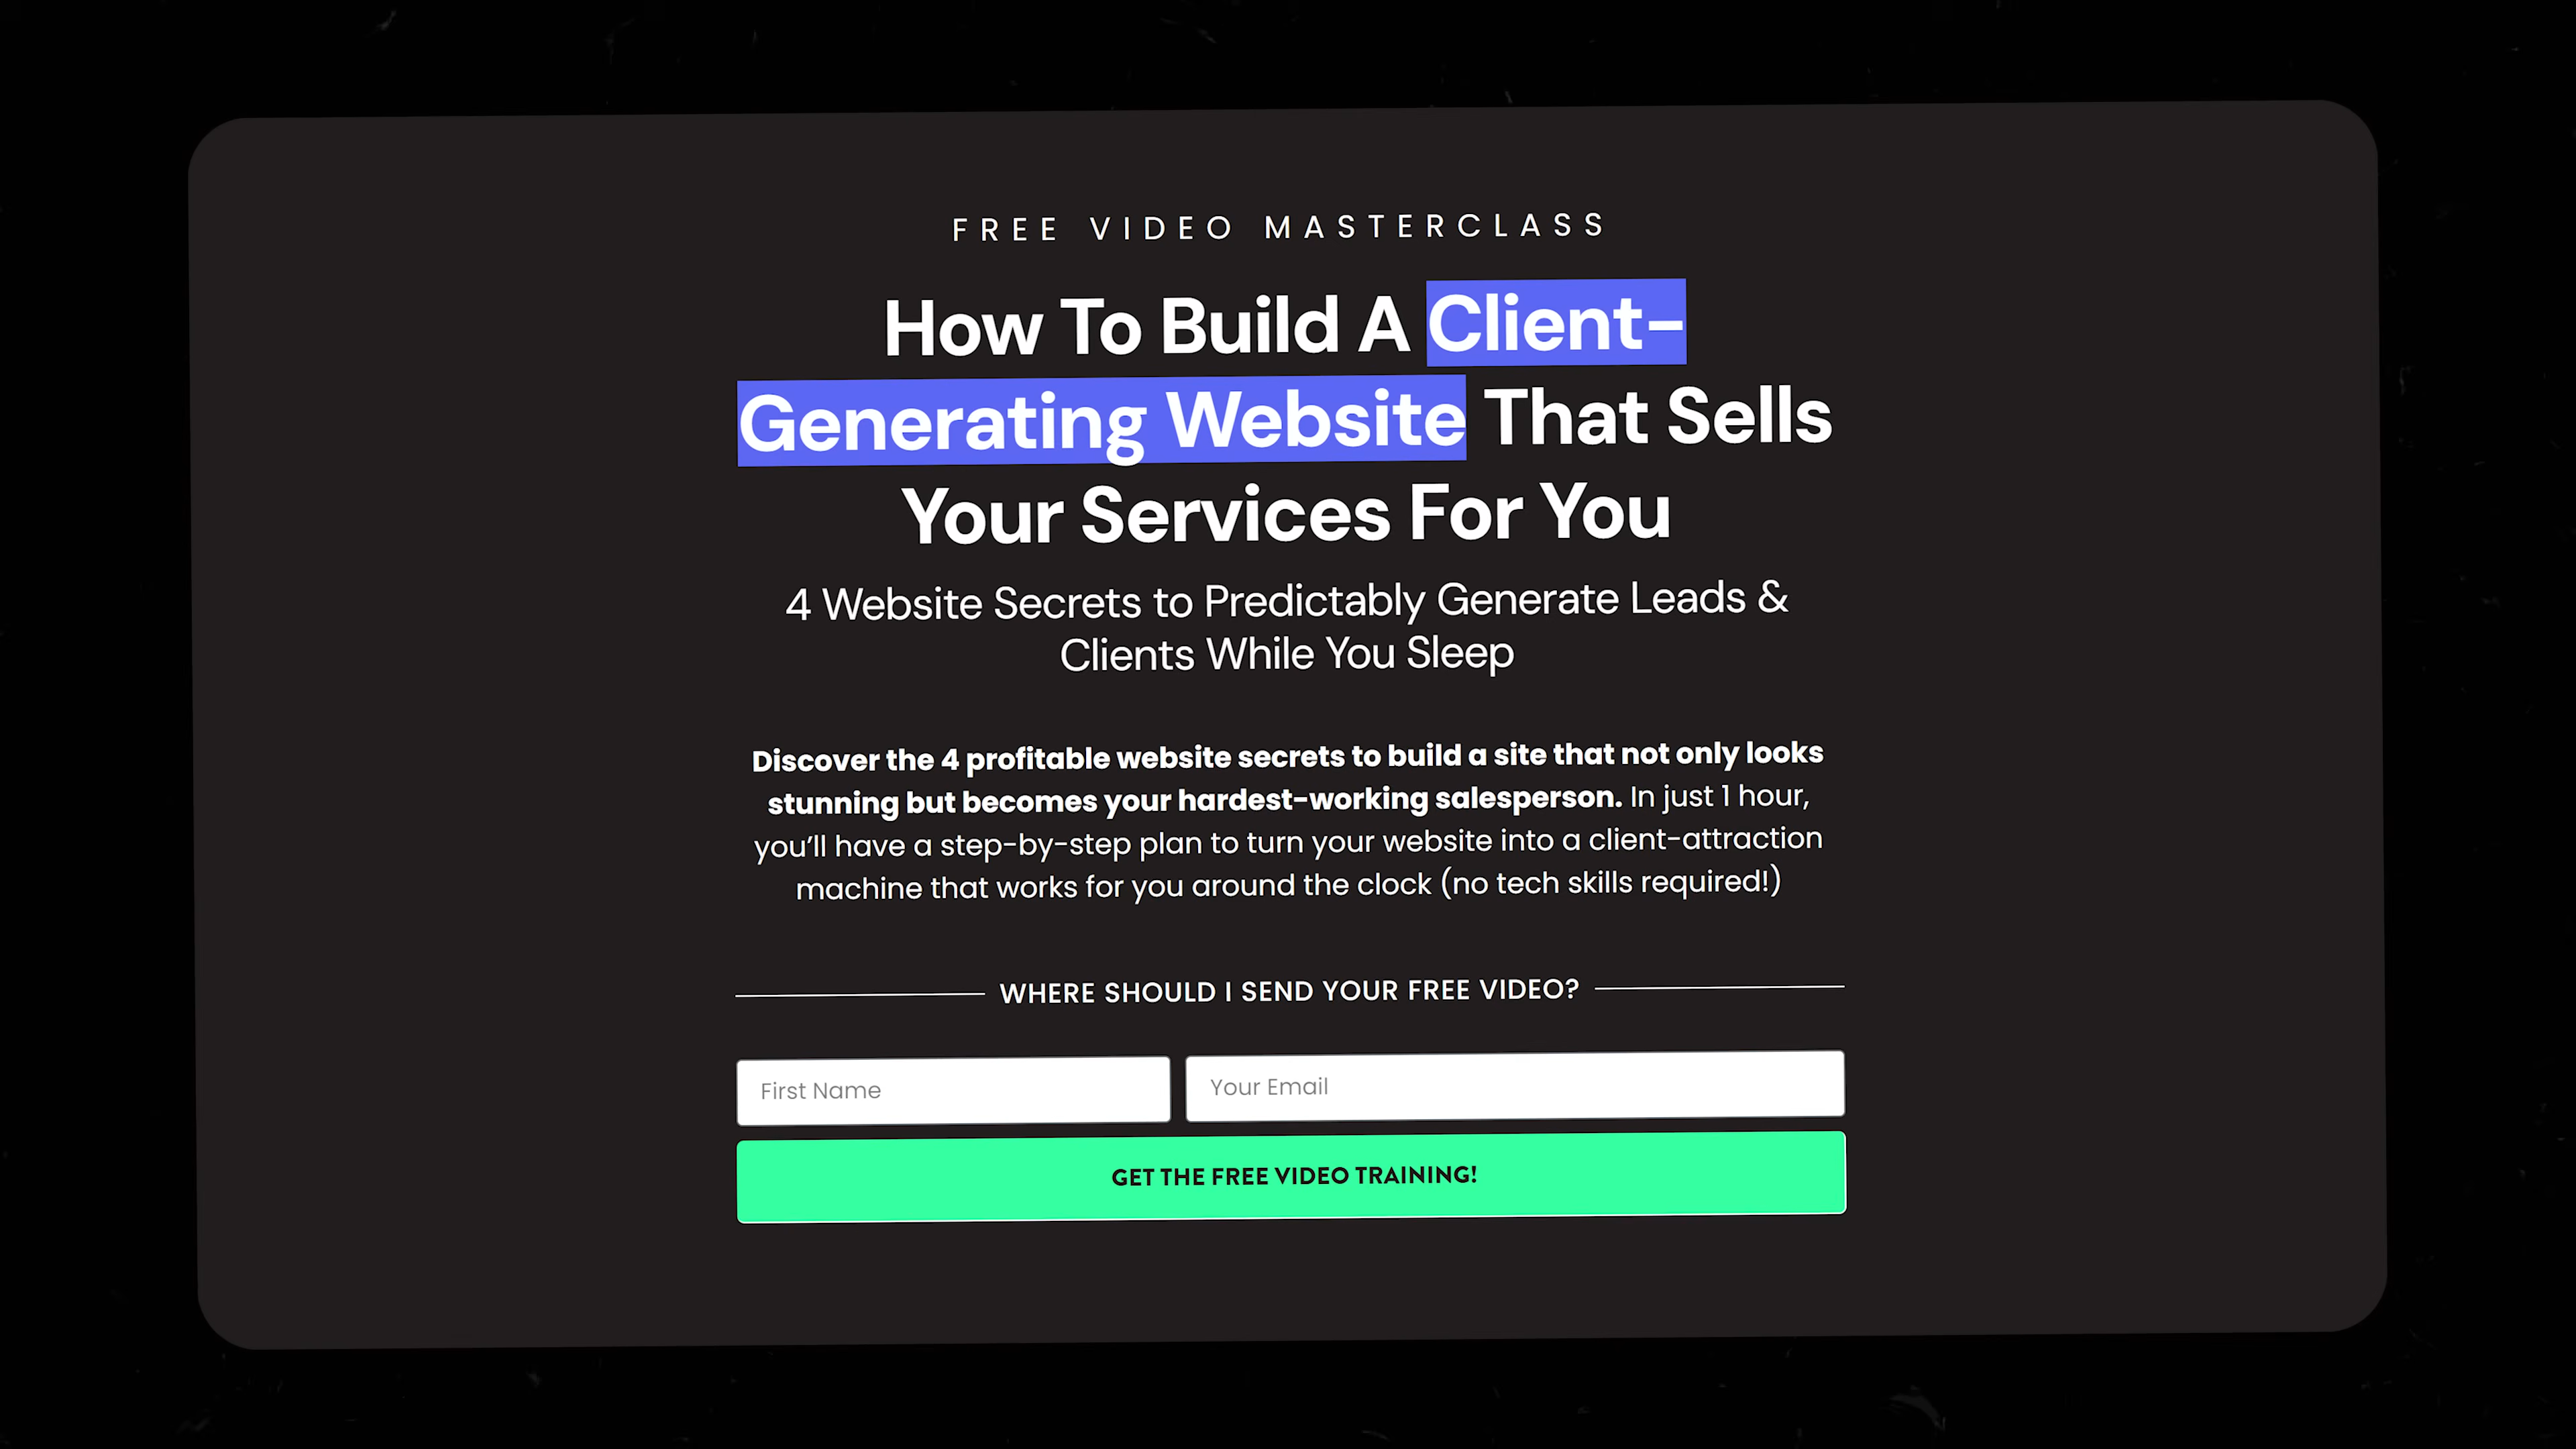 FREE VIDEO MASTERCLASS
How To Build A Client-
Generating Website That Sells
Your Services For You
4 Website Secrets to Predictably Generate Leads &
Clients While You Sleep
Discover the 4 profitable website secrets to build a site that not only looks
stunning but becomes your hardest-working salesperson. In just 1 hour,
you’ll have a step-by-step plan to turn your website into a client-attraction
machine that works for you around the clock (no tech skills required!)
WHERE SHOULD I SEND YOUR FREE VIDEO?
First Name Your Email
GET THE FREE VIDEO TRAINING!